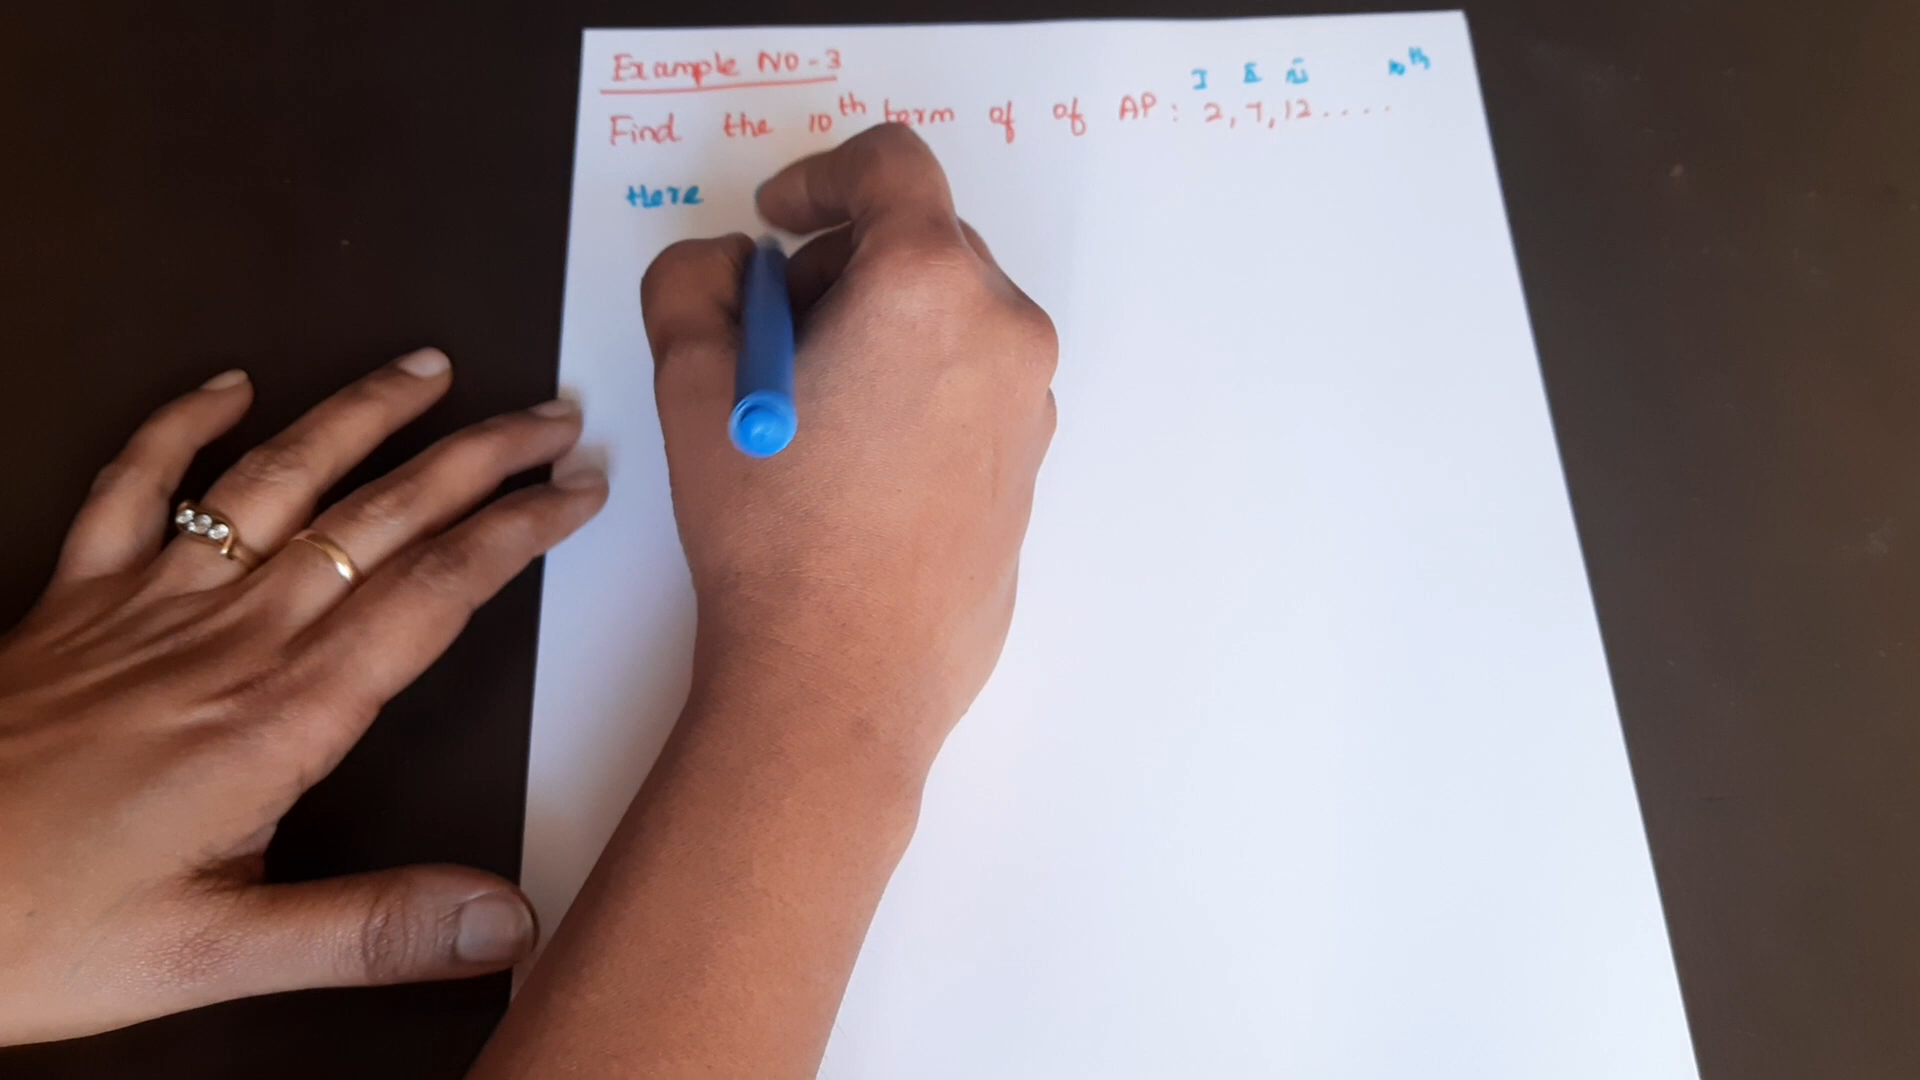 Example NO-3
I II III 10th
Find the 10th term of of AP: 2, 7, 12....
Here